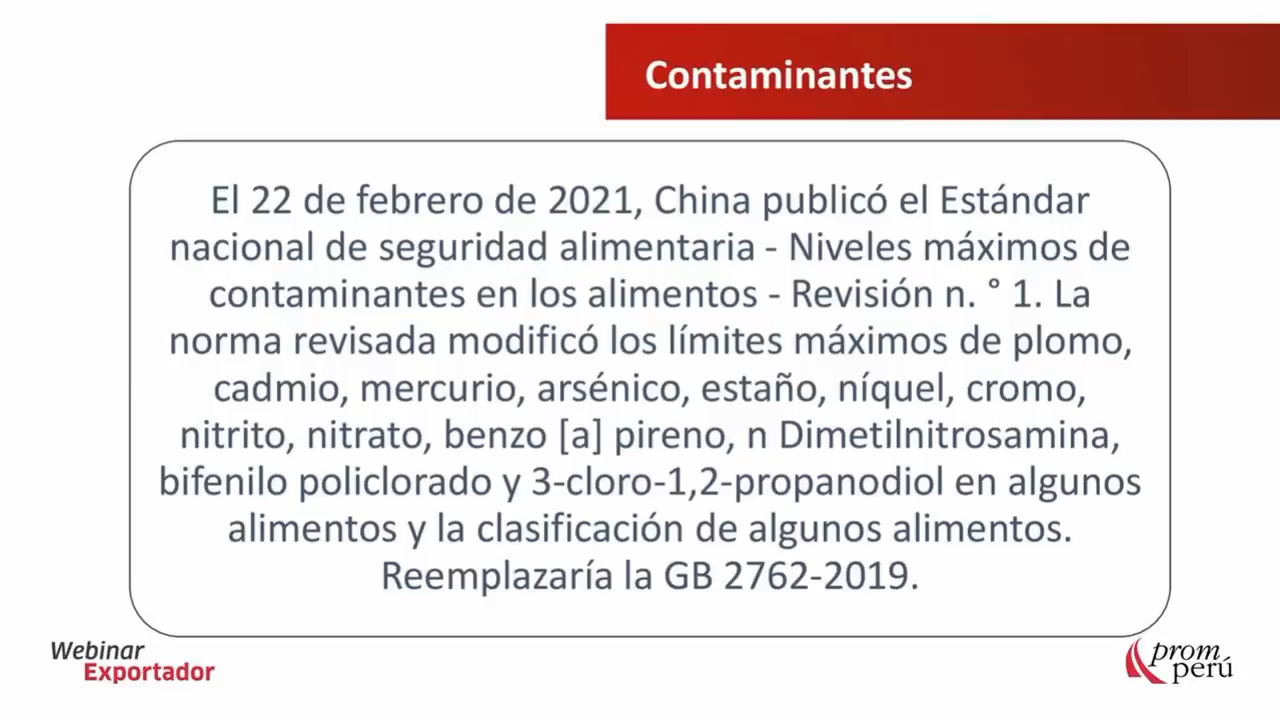 Contaminantes
El 22 de febrero de 2021, China publicó el Estándar
nacional de seguridad alimentaria - Niveles máximos de
contaminantes en los alimentos - Revisión n. ° 1. La
norma revisada modificó los límites máximos de plomo,
cadmio, mercurio, arsénico, estaño, níquel, cromo,
nitrito, nitrato, benzo [a] pireno, n Dimetilnitrosamina,
bifenilo policlorado y 3-cloro-1,2-propanodiol en algunos
alimentos y la clasificación de algunos alimentos.
Reemplazaría la GB 2762-2019.
Webinar
Exportador
prom
perú